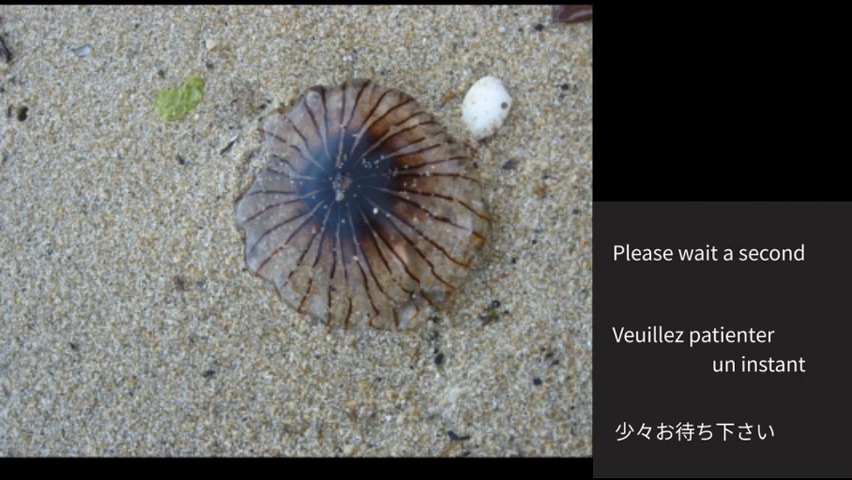 Please wait a second
Veuillez patienter
un instant
少々お待ち下さい